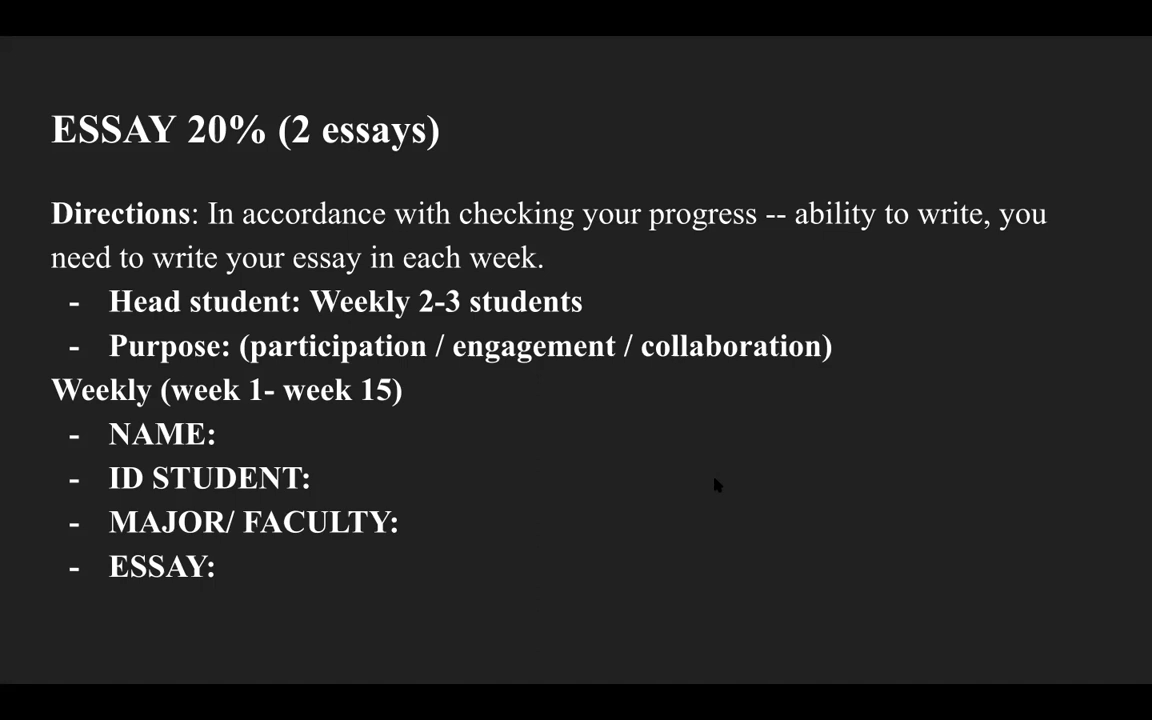 ESSAY 20% (2 essays)
Directions: In accordance with checking your progress -- ability to write, you
need to write your essay in each week.
- Head student: Weekly 2-3 students
- Purpose: (participation / engagement / collaboration)
Weekly (week 1- week 15)
- NAME:
- ID STUDENT:
- MAJOR/ FACULTY:
- ESSAY: